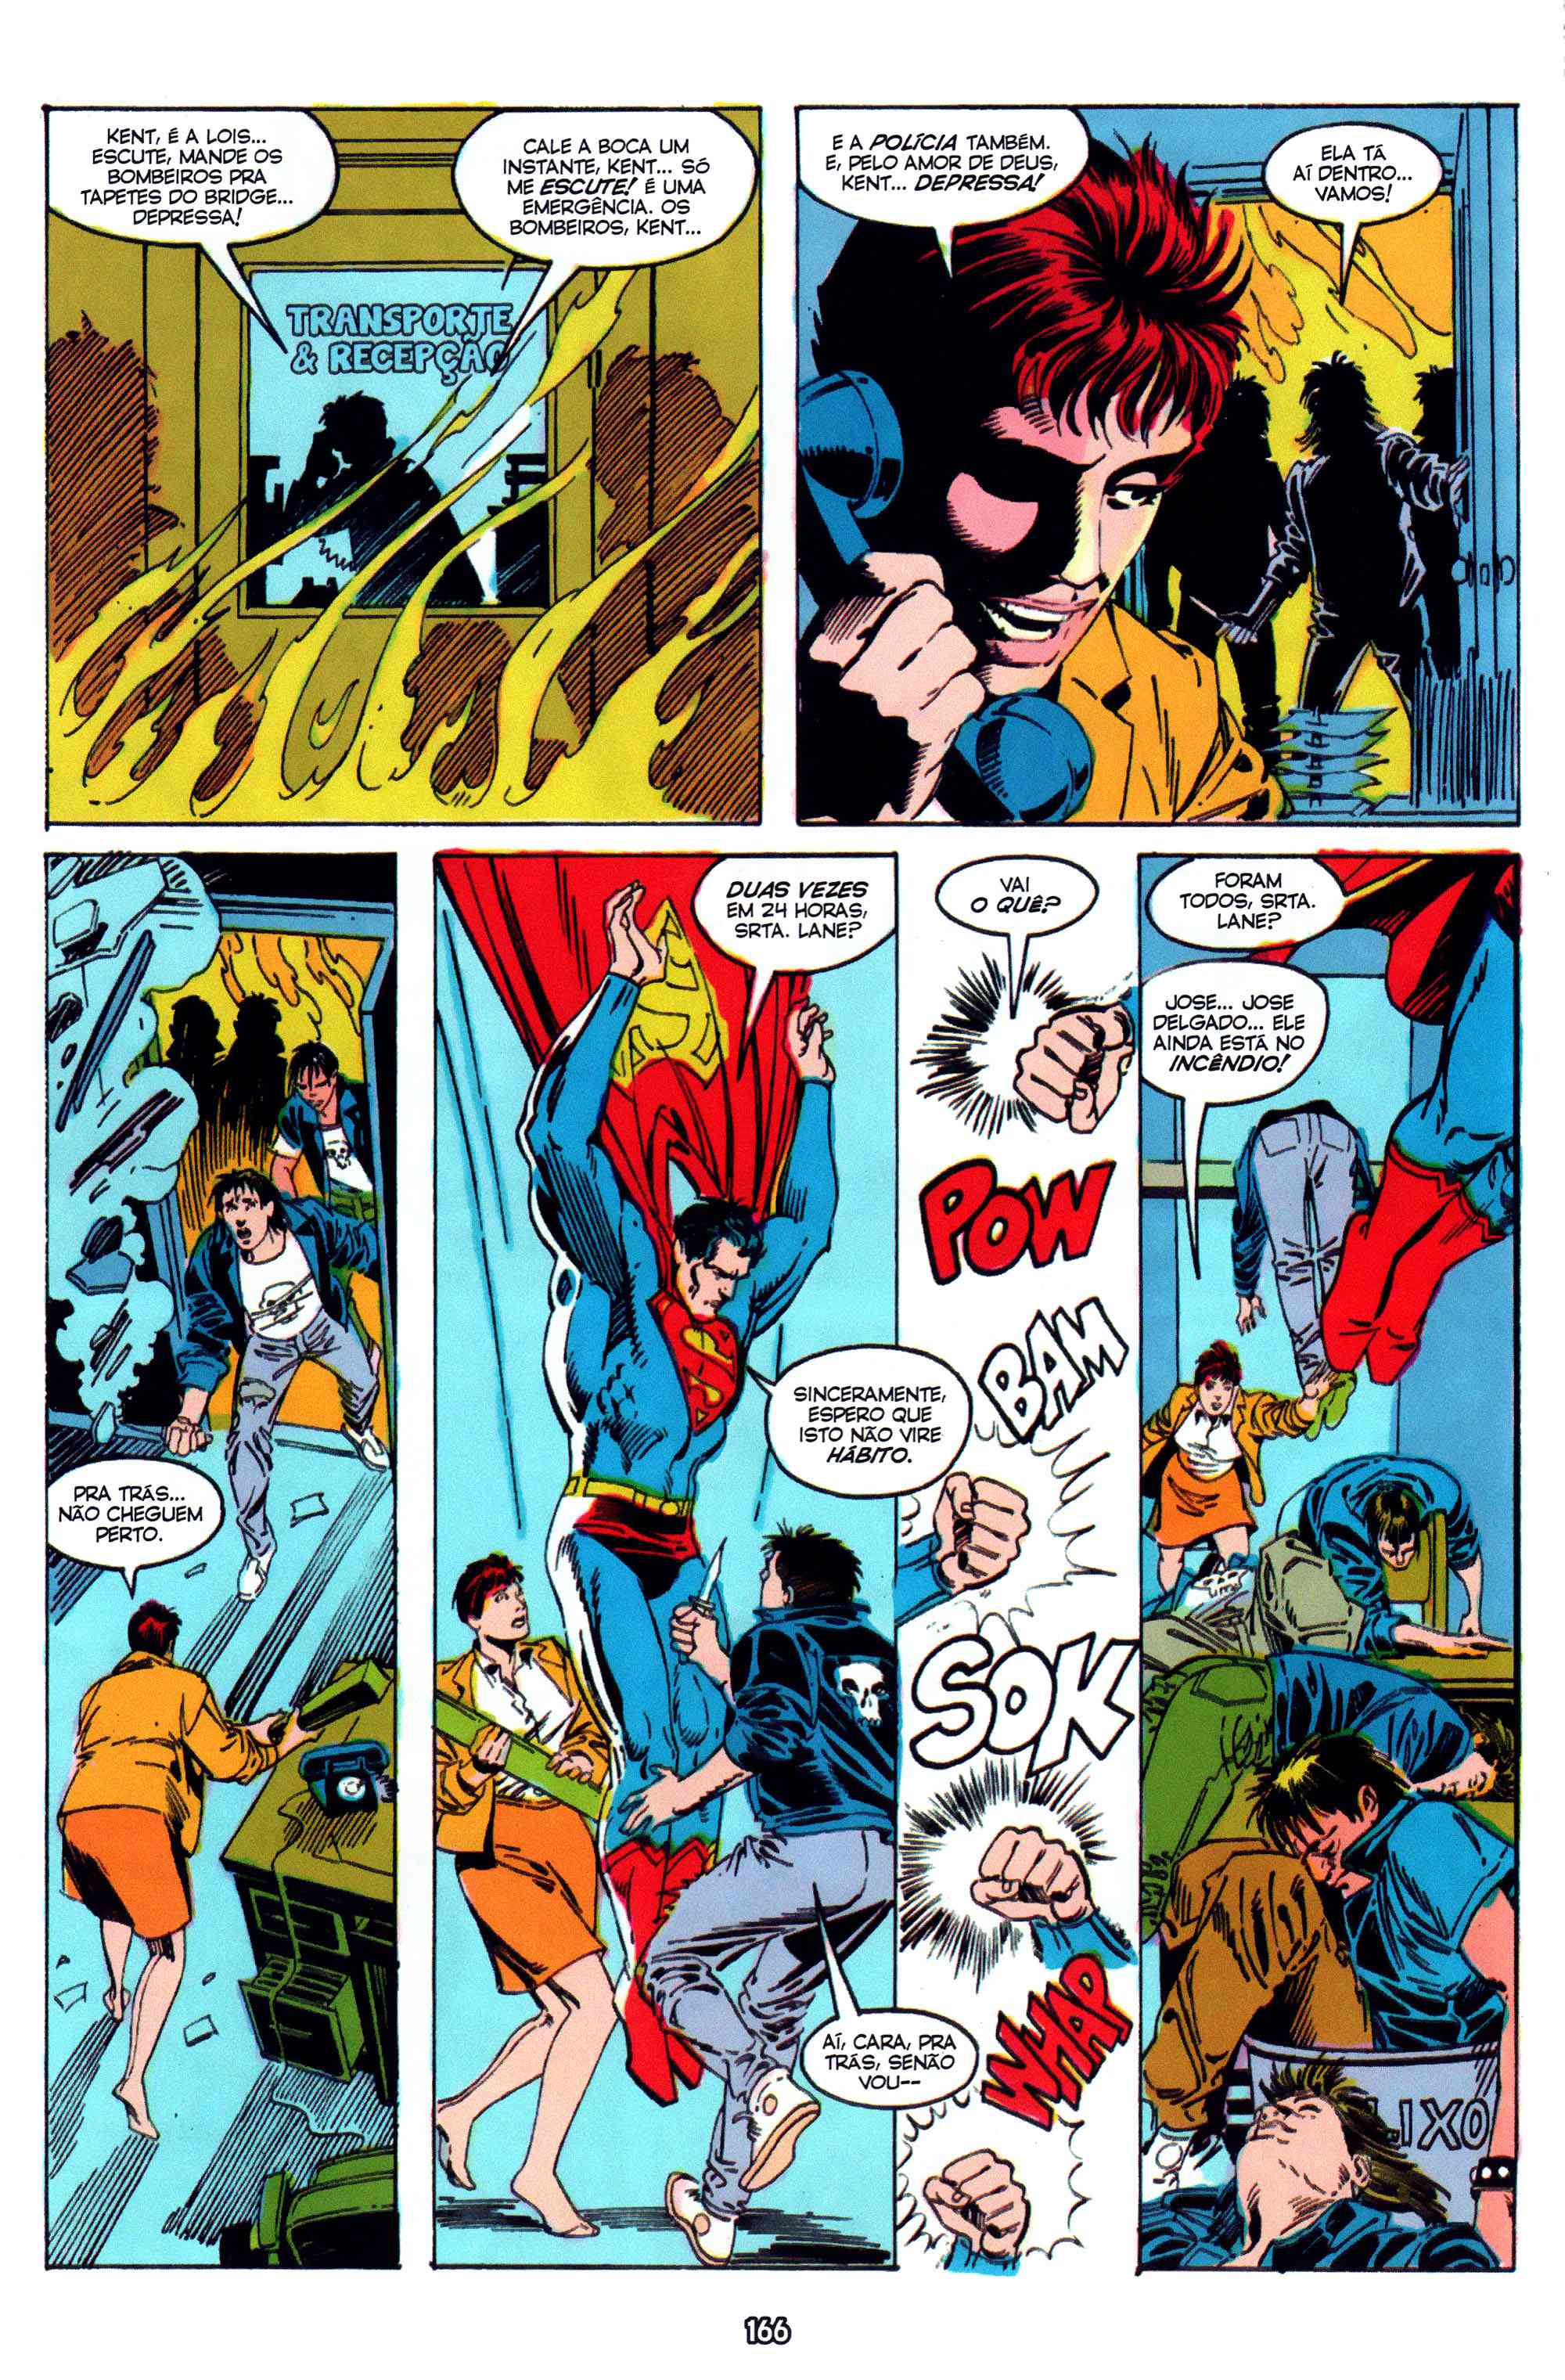 KENT, É A LOIS...
ESCUTE, MANDE OS
BOMBEIROS PRA
TAPETES DO BRIDGE...
DEPRESSA!
CALE A BOCA UM
INSTANTE, KENT... SÓ
ME ESCUTE! É UMA
EMERGÊNCIA. OS
BOMBEIROS, KENT...
TRANSPORTE
& RECEPÇÃO
E A POLÍCIA TAMBÉM.
E, PELO AMOR DE DEUS,
KENT... DEPRESSA!
ELA TÁ
AÍ DENTRO...
VAMOS!
PRA TRÁS...
NÃO CHEGUEM
PERTO.
DUAS VEZES
EM 24 HORAS,
SRTA. LANE?
SINCERAMENTE,
ESPERO QUE
ISTO NÃO VIRE
HÁBITO.
AÍ, CARA, PRA
TRÁS, SENÃO
VOU--
VAI
O QUÊ?
POW
BAM
SOK
WHAP
FORAM
TODOS, SRTA.
LANE?
JOSE... JOSE
DELGADO... ELE
AINDA ESTÁ NO
INCÊNDIO!
LIXO
166